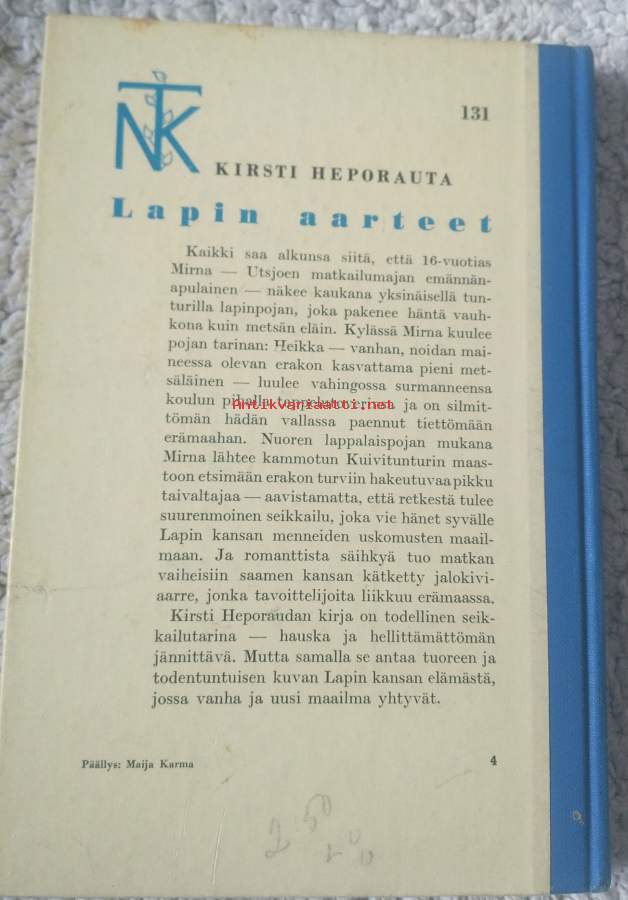 NTK
131
KIRSTI HEPORAUTA
Lapin aarteet
Kaikki saa alkunsa siitä, että 16-vuotias
Mirna — Utsjoen matkailumajan emännän-
apulainen — näkee kaukana yksinäisellä tun-
turilla lapinpojan, joka pakenee häntä vauh-
kona kuin metsän eläin. Kylässä Mirna kuulee
pojan tarinan: Heikka — vanhan, noidan mai-
neessa olevan erakon kasvattama pieni met-
säläinen — luulee vahingossa surmanneensa
koulun pihalla tappelutoverinsa ja on silmit-
Antikvariaatti.net
tömän hädän vallassa paennut tiettömään
erämaahan. Nuoren lappalaispojan mukana
Mirna lähtee kammotun Kuivitunturin maas-
toon etsimään erakon turviin hakeutuvaa pikku
taivaltajaa — aavistamatta, että retkestä tulee
suurenmoinen seikkailu, joka vie hänet syvälle
Lapin kansan menneiden uskomusten maail-
maan. Ja romanttista säihkyä tuo matkan
vaiheisiin saamen kansan kätketty jalokivi-
aarre, jonka tavoittelijoita liikkuu erämaassa.
Kirsti Heporaudan kirja on todellinen seik-
kailutarina — hauska ja hellittämättömän
jännittävä. Mutta samalla se antaa tuoreen ja
todentuntuisen kuvan Lapin kansan elämästä,
jossa vanha ja uusi maailma yhtyvät.
Päällys: Maija Karma
4